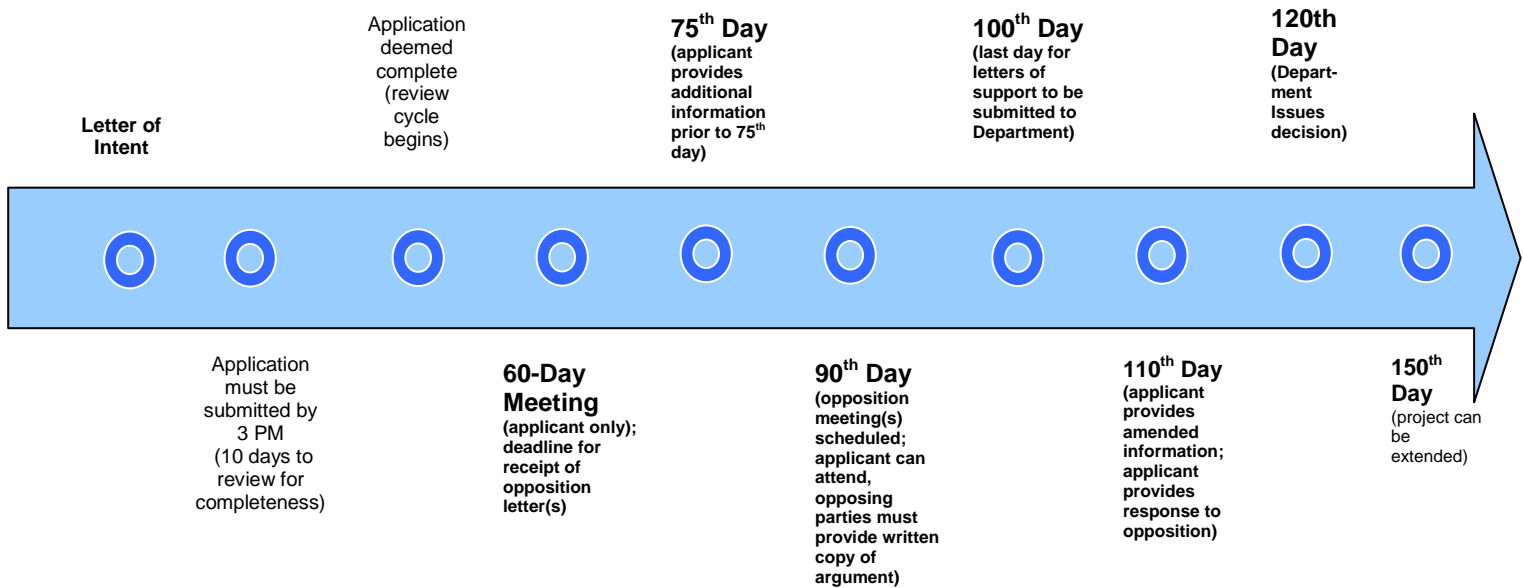 Letter of
Intent
Application
must be
submitted by
3 PM
(10 days to
review for
completeness)
Application
deemed
complete
(review
cycle
begins)
60-Day
Meeting
(applicant only);
deadline for
receipt of
opposition
letter(s)
75th Day
(applicant
provides
additional
information
prior to 75th
day)
90th Day
(opposition
meeting(s)
scheduled;
applicant can
attend,
opposing
parties must
provide written
copy of
argument)
100th Day
(last day for
letters of
support to be
submitted to
Department)
110th Day
(applicant
provides
amended
information;
applicant
provides
response to
opposition)
120th
Day
(Depart-
ment
Issues
decision)
150th
Day
(project can
be
extended)